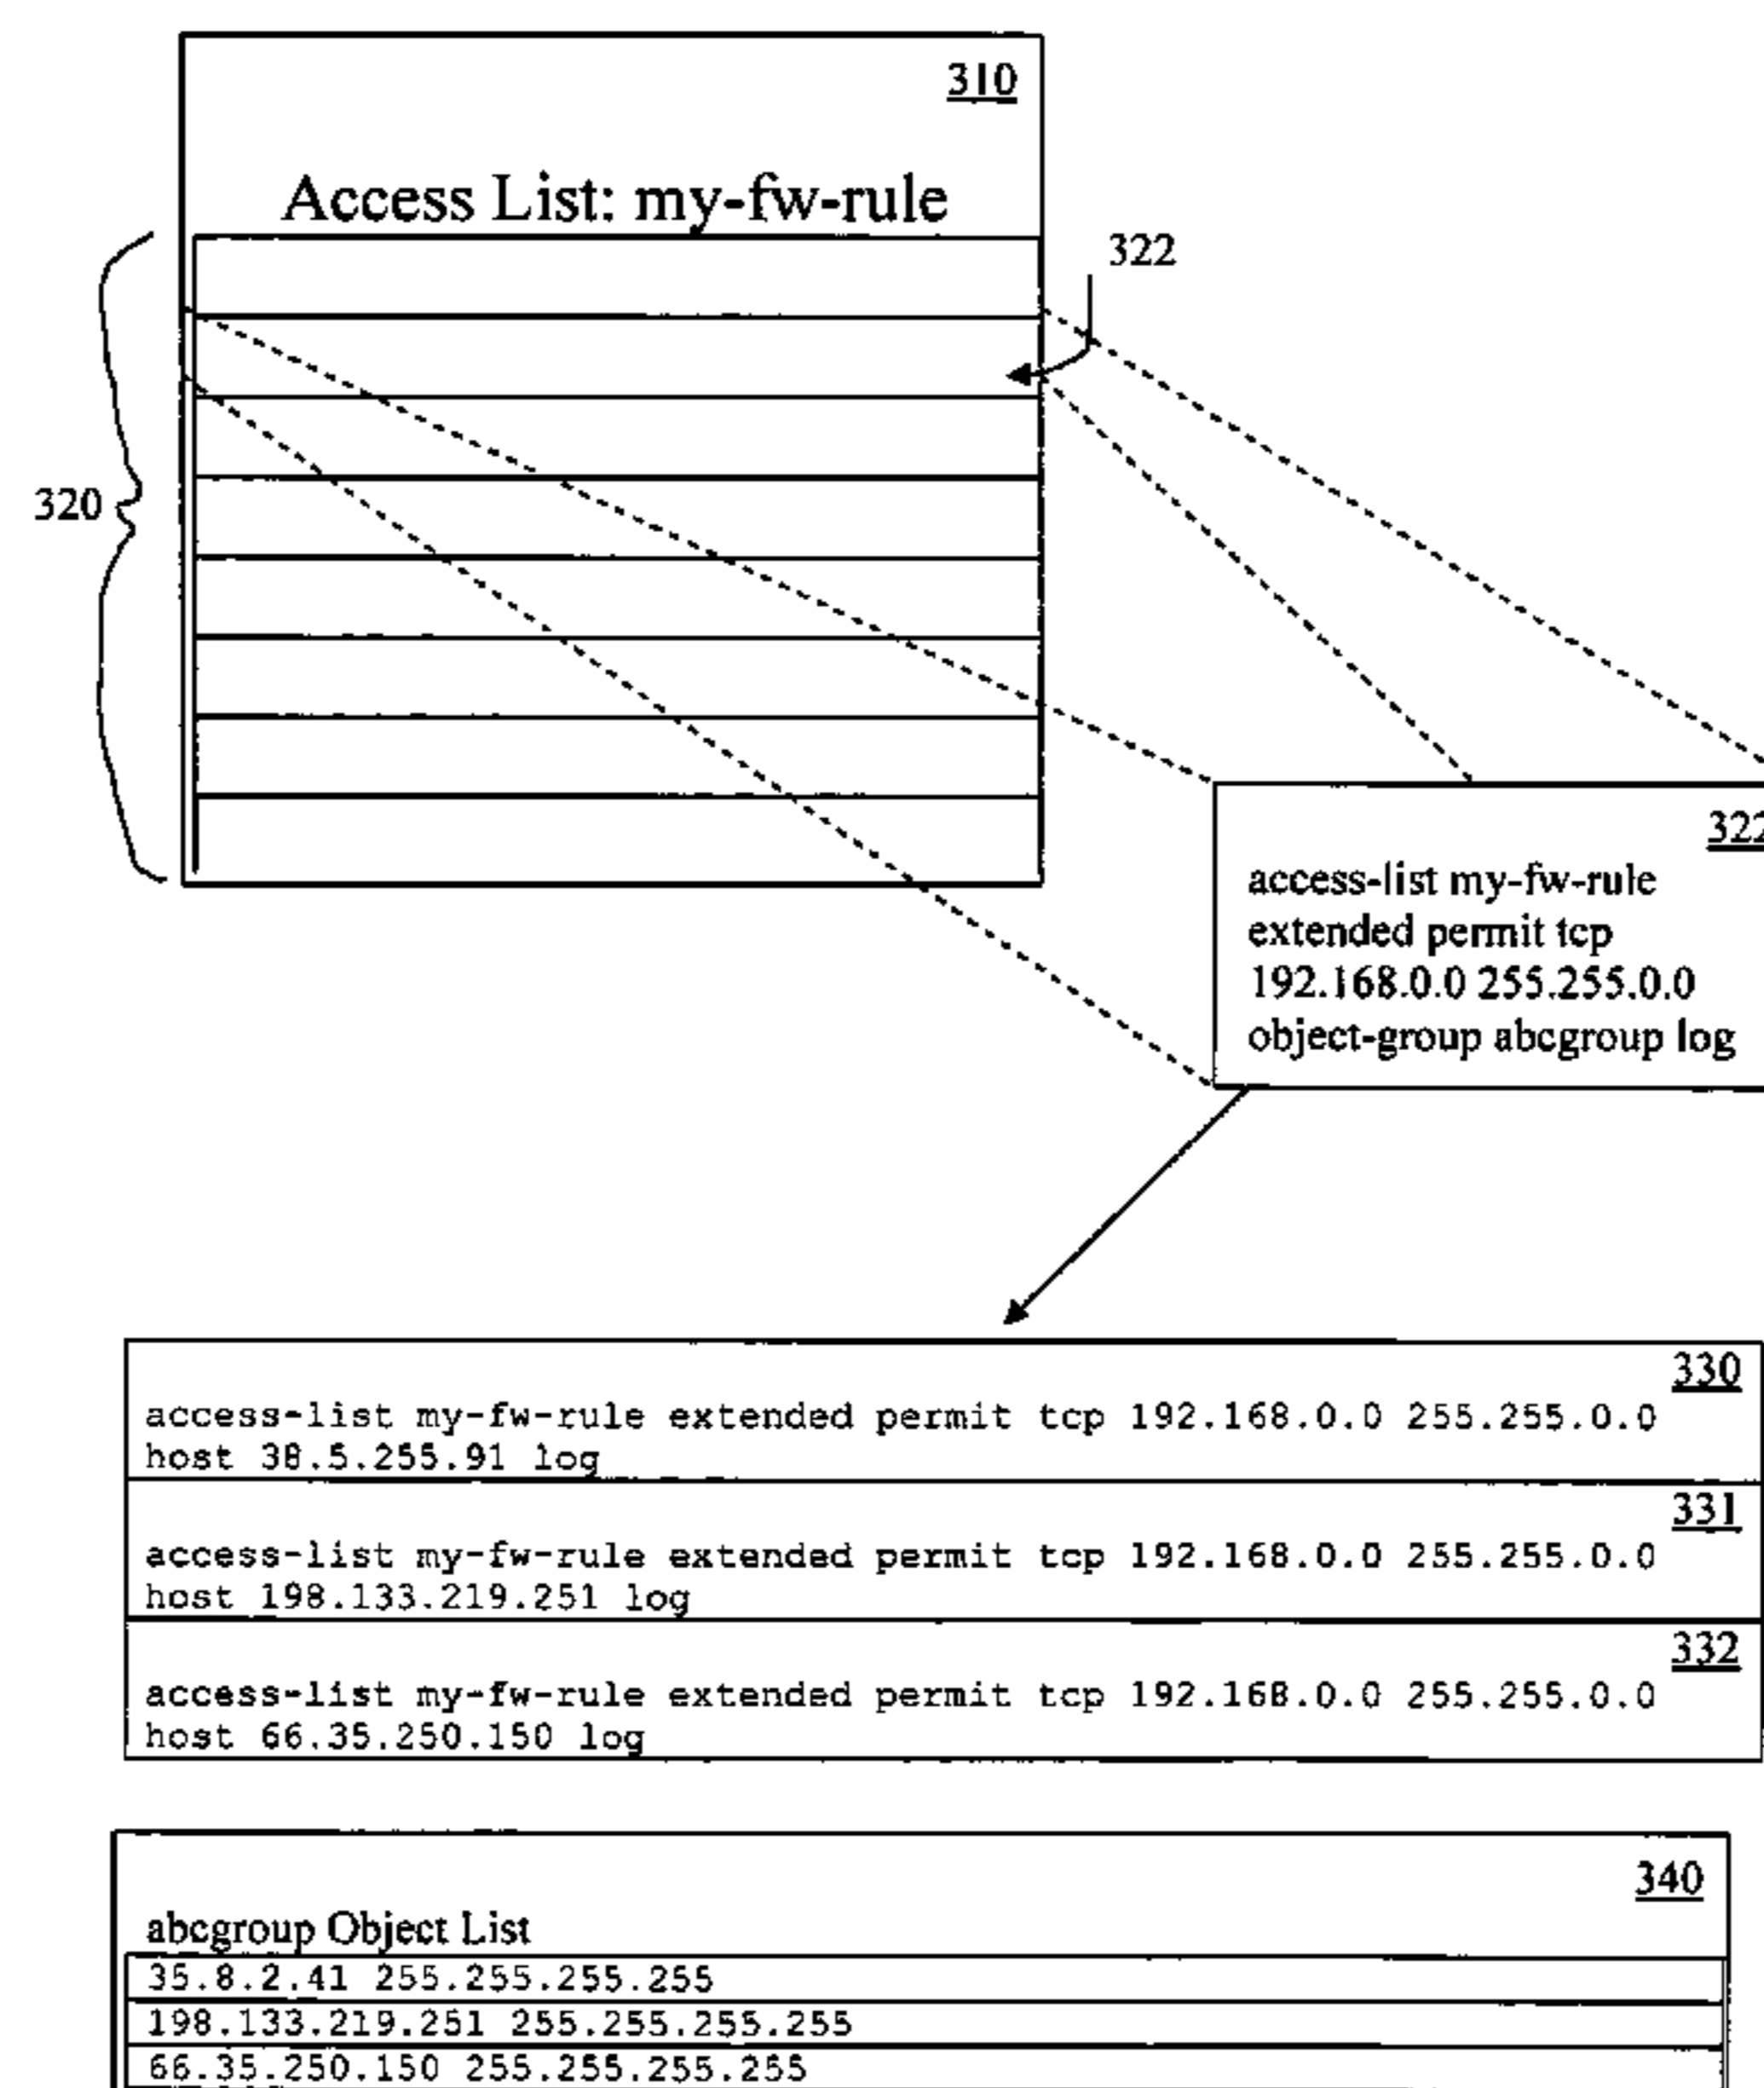 310
Access List: my-fw-rule
322
320
322
access-list my-fw-rule
extended permit tcp
192.168.0.0 255.255.0.0
object-group abcgroup log
330
access-list my-fw-rule extended permit tcp 192.168.0.0 255.255.0.0
host 38.5.255.91 log
331
access-list my-fw-rule extended permit tcp 192.168.0.0 255.255.0.0
host 198.133.219.251 log
332
access-list my-fw-rule extended permit tcp 192.168.0.0 255.255.0.0
host 66.35.250.150 log
340
abcgroup Object List
35.8.2.41 255.255.255.255
198.133.219.251 255.255.255.255
66.35.250.150 255.255.255.255